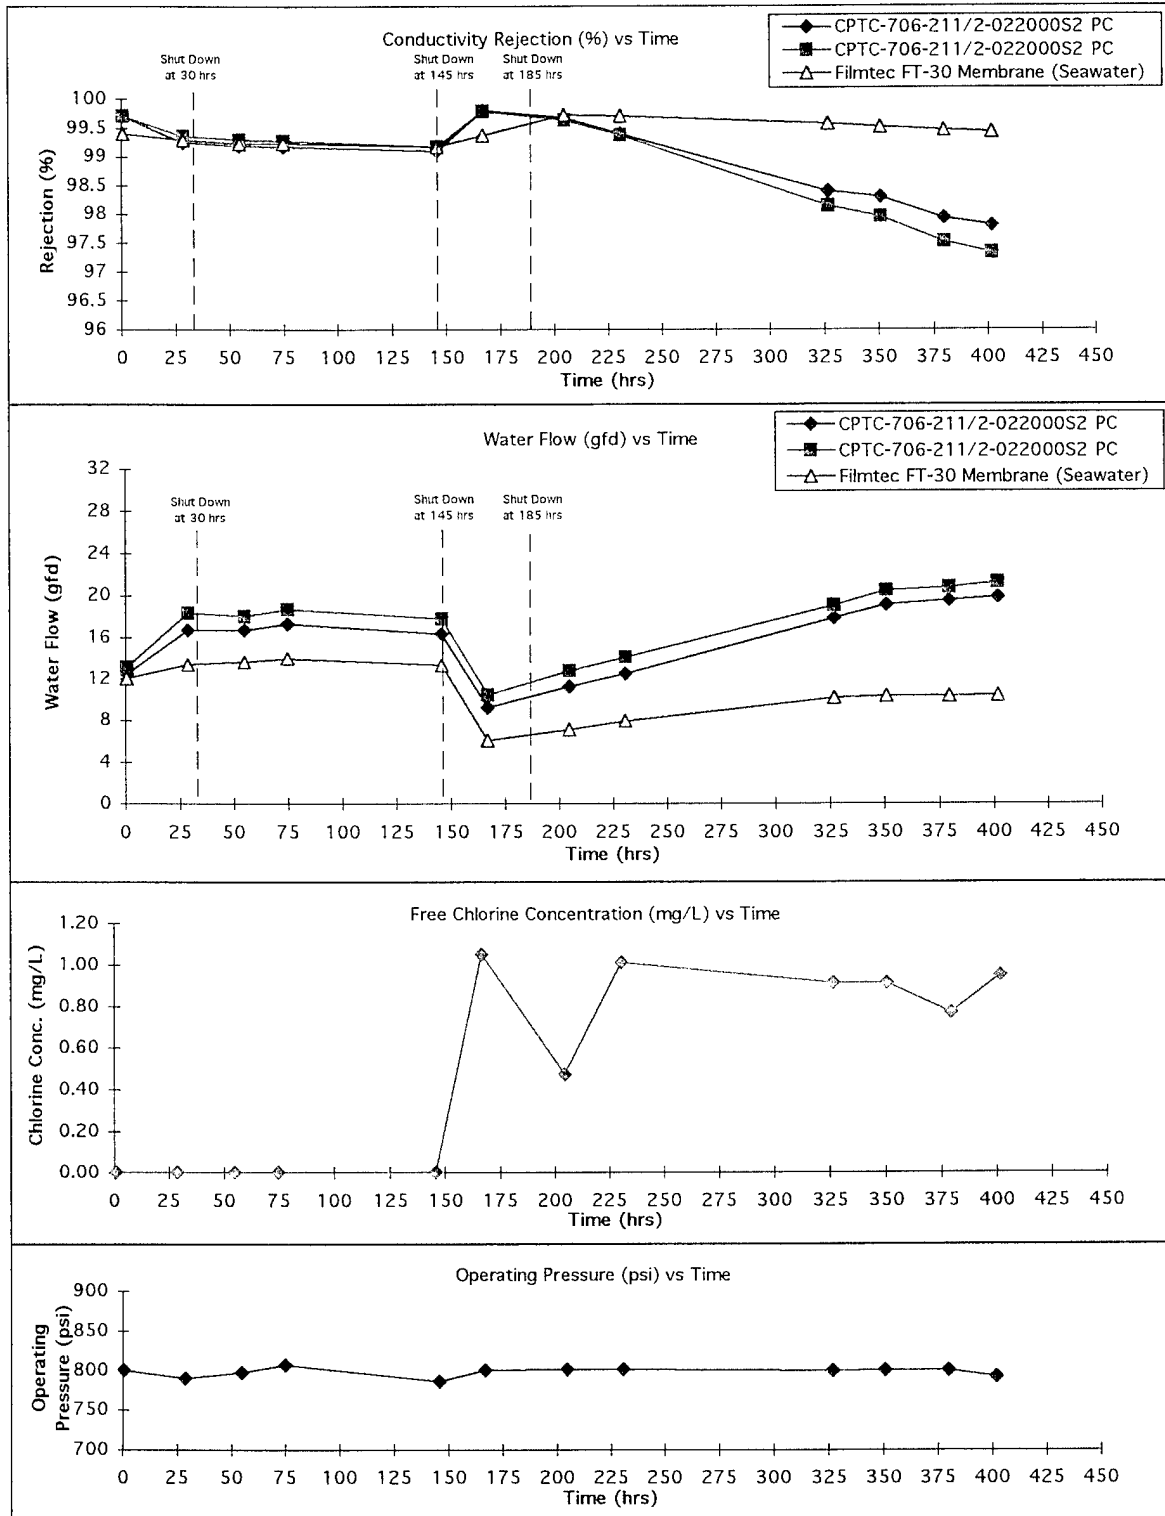 CPTC-706-211/2-022000S2 PC
CPTC-706-211/2-022000S2 PC
Filmtec FT-30 Membrane (Seawater)
Conductivity Rejection (%) vs Time
Shut Down
at 30 hrs
Shut Down
at 145 hrs
Shut Down
at 185 hrs
Rejection (%)
100
99.5
99
98.5
98
97.5
97
96.5
96
0 25 50 75 100 125 150 175 200 225 250 275 300 325 350 375 400 425 450
Time (hrs)
CPTC-706-211/2-022000S2 PC
CPTC-706-211/2-022000S2 PC
Filmtec FT-30 Membrane (Seawater)
Water Flow (gfd) vs Time
Shut Down
at 30 hrs
Shut Down
at 145 hrs
Shut Down
at 185 hrs
Water Flow (gfd)
32
28
24
20
16
12
8
4
0
0 25 50 75 100 125 150 175 200 225 250 275 300 325 350 375 400 425 450
Time (hrs)
Free Chlorine Concentration (mg/L) vs Time
Chlorine Conc. (mg/L)
1.20
1.00
0.80
0.60
0.40
0.20
0.00
0 25 50 75 100 125 150 175 200 225 250 275 300 325 350 375 400 425 450
Time (hrs)
Operating Pressure (psi) vs Time
Operating
Pressure (psi)
900
850
800
750
700
0 25 50 75 100 125 150 175 200 225 250 275 300 325 350 375 400 425 450
Time (hrs)